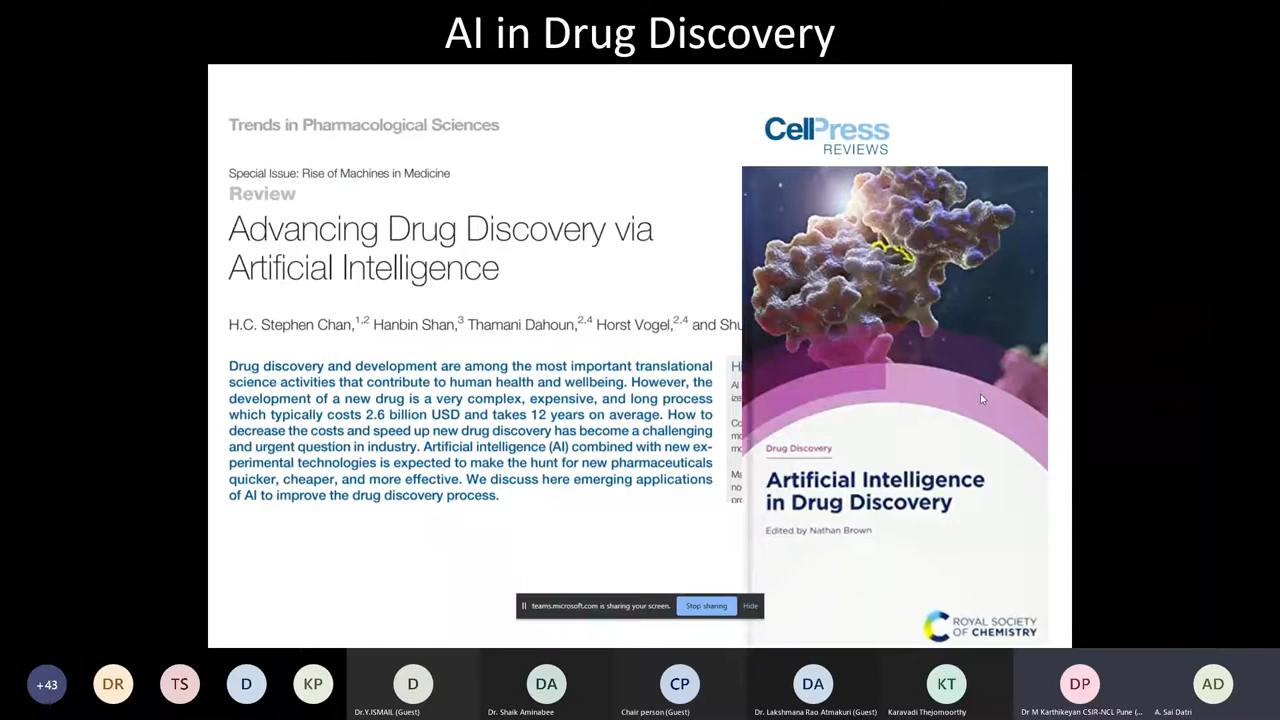 AI in Drug Discovery
Trends in Pharmacological Sciences
CellPress
REVIEWS
Special Issue: Rise of Machines in Medicine
Review
Advancing Drug Discovery via
Artificial Intelligence
H.C. Stephen Chan,1,2 Hanbin Shan,3 Thamani Dahoun,2,4 Horst Vogel,2,4 and Shu
Drug discovery and development are among the most important translational
science activities that contribute to human health and wellbeing. However, the
development of a new drug is a very complex, expensive, and long process
which typically costs 2.6 billion USD and takes 12 years on average. How to
decrease the costs and speed up new drug discovery has become a challenging
and urgent question in industry. Artificial intelligence (AI) combined with new ex-
perimental technologies is expected to make the hunt for new pharmaceuticals
quicker, cheaper, and more effective. We discuss here emerging applications
of AI to improve the drug discovery process.
Drug Discovery
Artificial Intelligence
in Drug Discovery
Edited by Nathan Brown
ROYAL SOCIETY
OF CHEMISTRY
teams.microsoft.com is sharing your screen.
Stop sharing
Hide
+43
DR
TS
D
KP
D
DA
CP
DA
KT
DP
AD
Dr.Y.ISMAIL (Guest)
Dr. Shaik Aminabee
Chair person (Guest)
Dr. Lakshmana Rao Atmakuri (Guest)
Karavadi Thejomoorthy
Dr M Karthikeyan CSIR-NCL Pune (...
A. Sai Datri